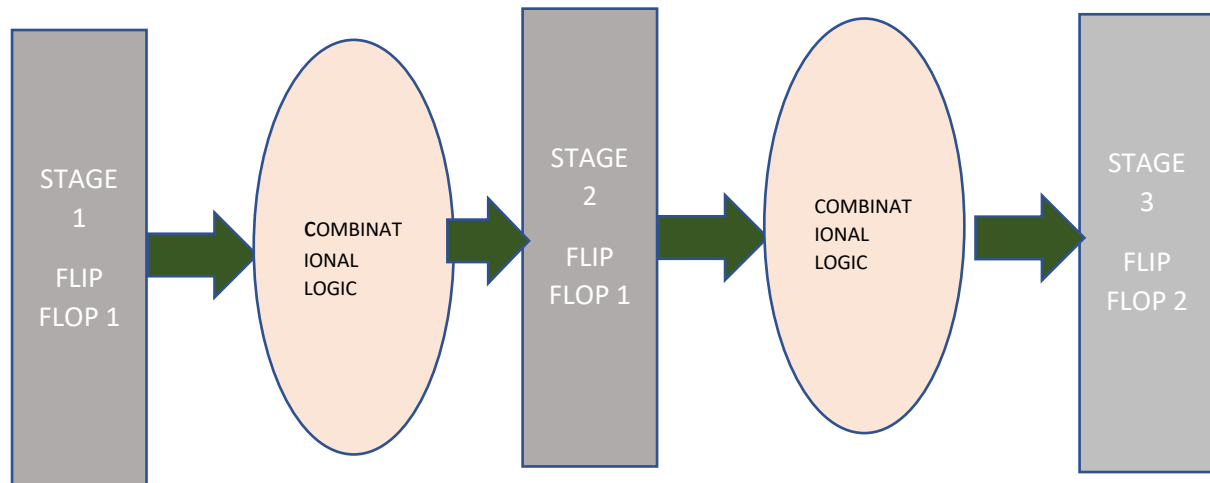 STAGE
1
FLIP
FLOP 1
COMBINAT
IONAL
LOGIC
STAGE
2
FLIP
FLOP 1
COMBINAT
IONAL
LOGIC
STAGE
3
FLIP
FLOP 2